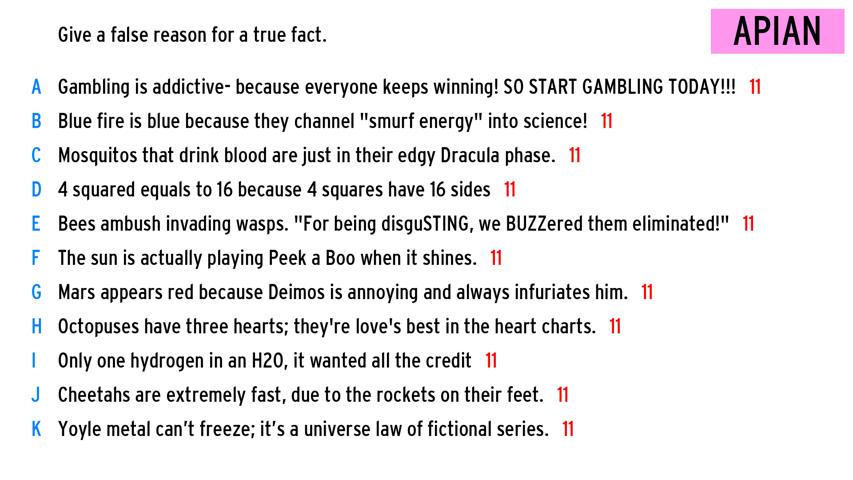 Give a false reason for a true fact.
APIAN
A Gambling is addictive- because everyone keeps winning! SO START GAMBLING TODAY!!! 11
B Blue fire is blue because they channel "smurf energy" into science! 11
C Mosquitos that drink blood are just in their edgy Dracula phase. 11
D 4 squared equals to 16 because 4 squares have 16 sides 11
E Bees ambush invading wasps. "For being disguSTING, we BUZZered them eliminated!" 11
F The sun is actually playing Peek a Boo when it shines. 11
G Mars appears red because Deimos is annoying and always infuriates him. 11
H Octopuses have three hearts; they're love's best in the heart charts. 11
I Only one hydrogen in an H2O, it wanted all the credit 11
J Cheetahs are extremely fast, due to the rockets on their feet. 11
K Yoyle metal can't freeze; it's a universe law of fictional series. 11